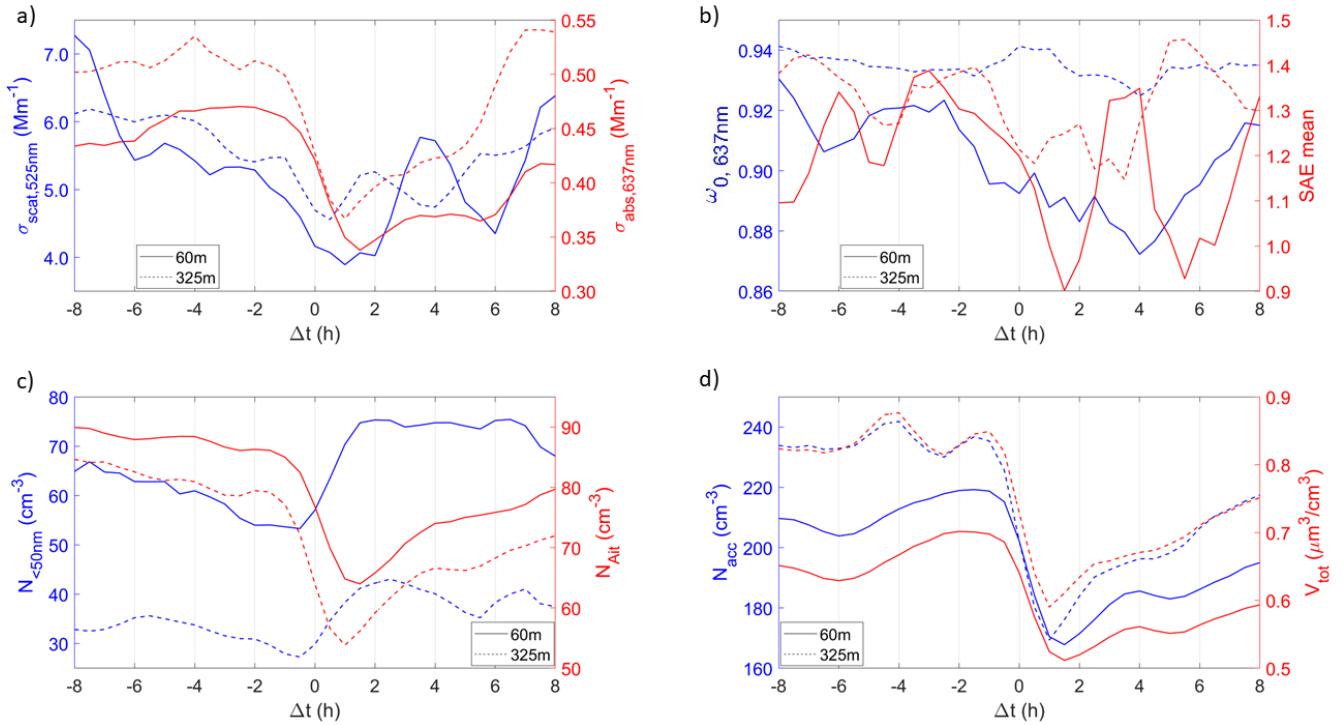 a)
7.0
6.0
5.0
4.0
σscat,525nm (Mm-1)
0.55
0.50
0.45
0.40
0.35
0.30
σabs,637nm (Mm-1)
60m
325m
-8 -6 -4 -2 0 2 4 6 8
Δt (h)
b)
0.94
0.92
0.90
0.88
0.86
ω0, 637nm
1.5
1.4
1.3
1.2
1.1
1.0
0.9
SAE mean
60m
325m
-8 -6 -4 -2 0 2 4 6 8
Δt (h)
c)
80
70
60
50
40
30
N<50nm (cm-3)
90
80
70
60
50
NAit (cm-3)
60m
325m
-8 -6 -4 -2 0 2 4 6 8
Δt (h)
d)
240
220
200
180
160
Nacc (cm-3)
0.9
0.8
0.7
0.6
0.5
Vtot (μm3/cm3)
60m
325m
-8 -6 -4 -2 0 2 4 6 8
Δt (h)